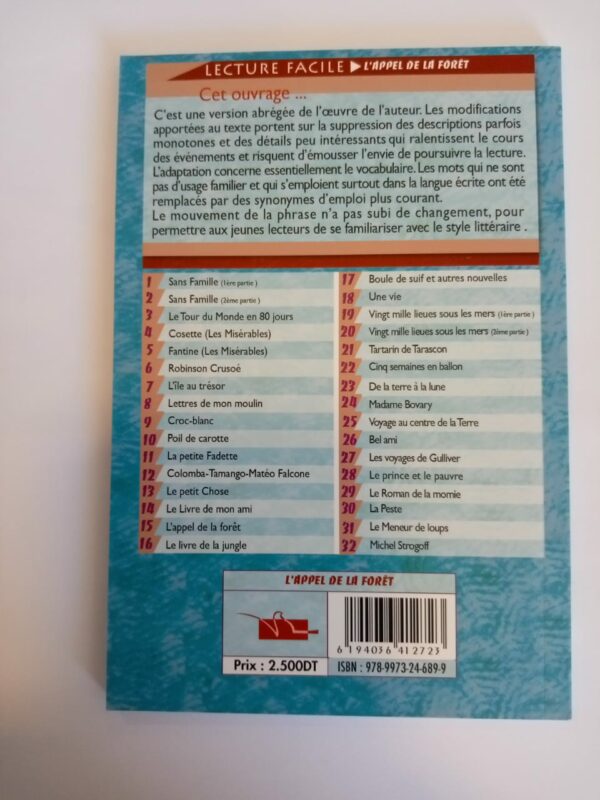 LECTURE FACILE ▶ L'APPEL DE LA FORÊT
Cet ouvrage ...
C'est une version abrégée de l'œuvre de l'auteur. Les modifications
apportées au texte portent sur la suppression des descriptions parfois
monotones et des détails peu intéressants qui ralentissent le cours
des événements et risquent d'émousser l'envie de poursuivre la lecture.
L'adaptation concerne essentiellement le vocabulaire. Les mots qui ne sont
pas d'usage familier et qui s'emploient surtout dans la langue écrite ont été
remplacés par des synonymes d'emploi plus courant.
Le mouvement de la phrase n'a pas subi de changement, pour
permettre aux jeunes lecteurs de se familiariser avec le style littéraire .
1 Sans Famille (1ère partie)
2 Sans Famille (2ème partie)
3 Le Tour du Monde en 80 jours
4 Cosette (Les Misérables)
5 Fantine (Les Misérables)
6 Robinson Crusoé
7 L'île au trésor
8 Lettres de mon moulin
9 Croc-blanc
10 Poil de carotte
11 La petite Fadette
12 Colomba-Tamango-Matéo Falcone
13 Le petit Chose
14 Le Livre de mon ami
15 L'appel de la forêt
16 Le livre de la jungle
17 Boule de suif et autres nouvelles
18 Une vie
19 Vingt mille lieues sous les mers (1ère partie)
20 Vingt mille lieues sous les mers (2ème partie)
21 Tartarin de Tarascon
22 Cinq semaines en ballon
23 De la terre à la lune
24 Madame Bovary
25 Voyage au centre de la Terre
26 Bel ami
27 Les voyages de Gulliver
28 Le prince et le pauvre
29 Le Roman de la momie
30 La Peste
31 Le Meneur de loups
32 Michel Strogoff
L'APPEL DE LA FORÊT
6 194036 412723
Prix : 2.500DT
ISBN : 978-9973-24-689-9